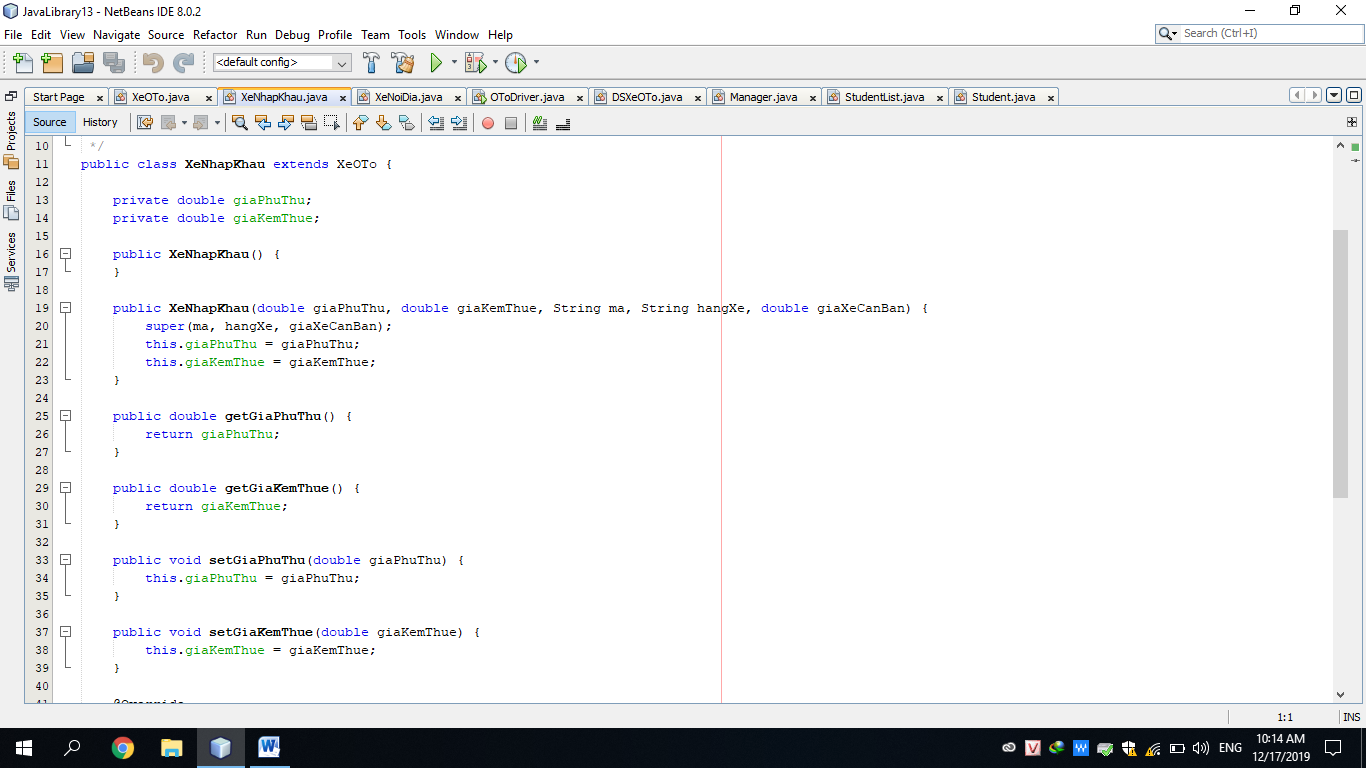 JavaLibrary13 - NetBeans IDE 8.0.2
File Edit View Navigate Source Refactor Run Debug Profile Team Tools Window Help
Search (Ctrl+I)
<default config>
Start Page XeOTo.java XeNhapKhau.java XeNoiDia.java OToDriver.java DSXeOTo.java Manager.java StudentList.java Student.java
Source History
Projects
Files
Services
10 */
11 public class XeNhapKhau extends XeOTo {
12
13 private double giaPhuThu;
14 private double giaKemThue;
15
16 public XeNhapKhau() {
17 }
18
19 public XeNhapKhau(double giaPhuThu, double giaKemThue, String ma, String hangXe, double giaXeCanBan) {
20 super(ma, hangXe, giaXeCanBan);
21 this.giaPhuThu = giaPhuThu;
22 this.giaKemThue = giaKemThue;
23 }
24
25 public double getGiaPhuThu() {
26 return giaPhuThu;
27 }
28
29 public double getGiaKemThue() {
30 return giaKemThue;
31 }
32
33 public void setGiaPhuThu(double giaPhuThu) {
34 this.giaPhuThu = giaPhuThu;
35 }
36
37 public void setGiaKemThue(double giaKemThue) {
38 this.giaKemThue = giaKemThue;
39 }
40
41 @Override
1:1 INS
ENG
10:14 AM
12/17/2019